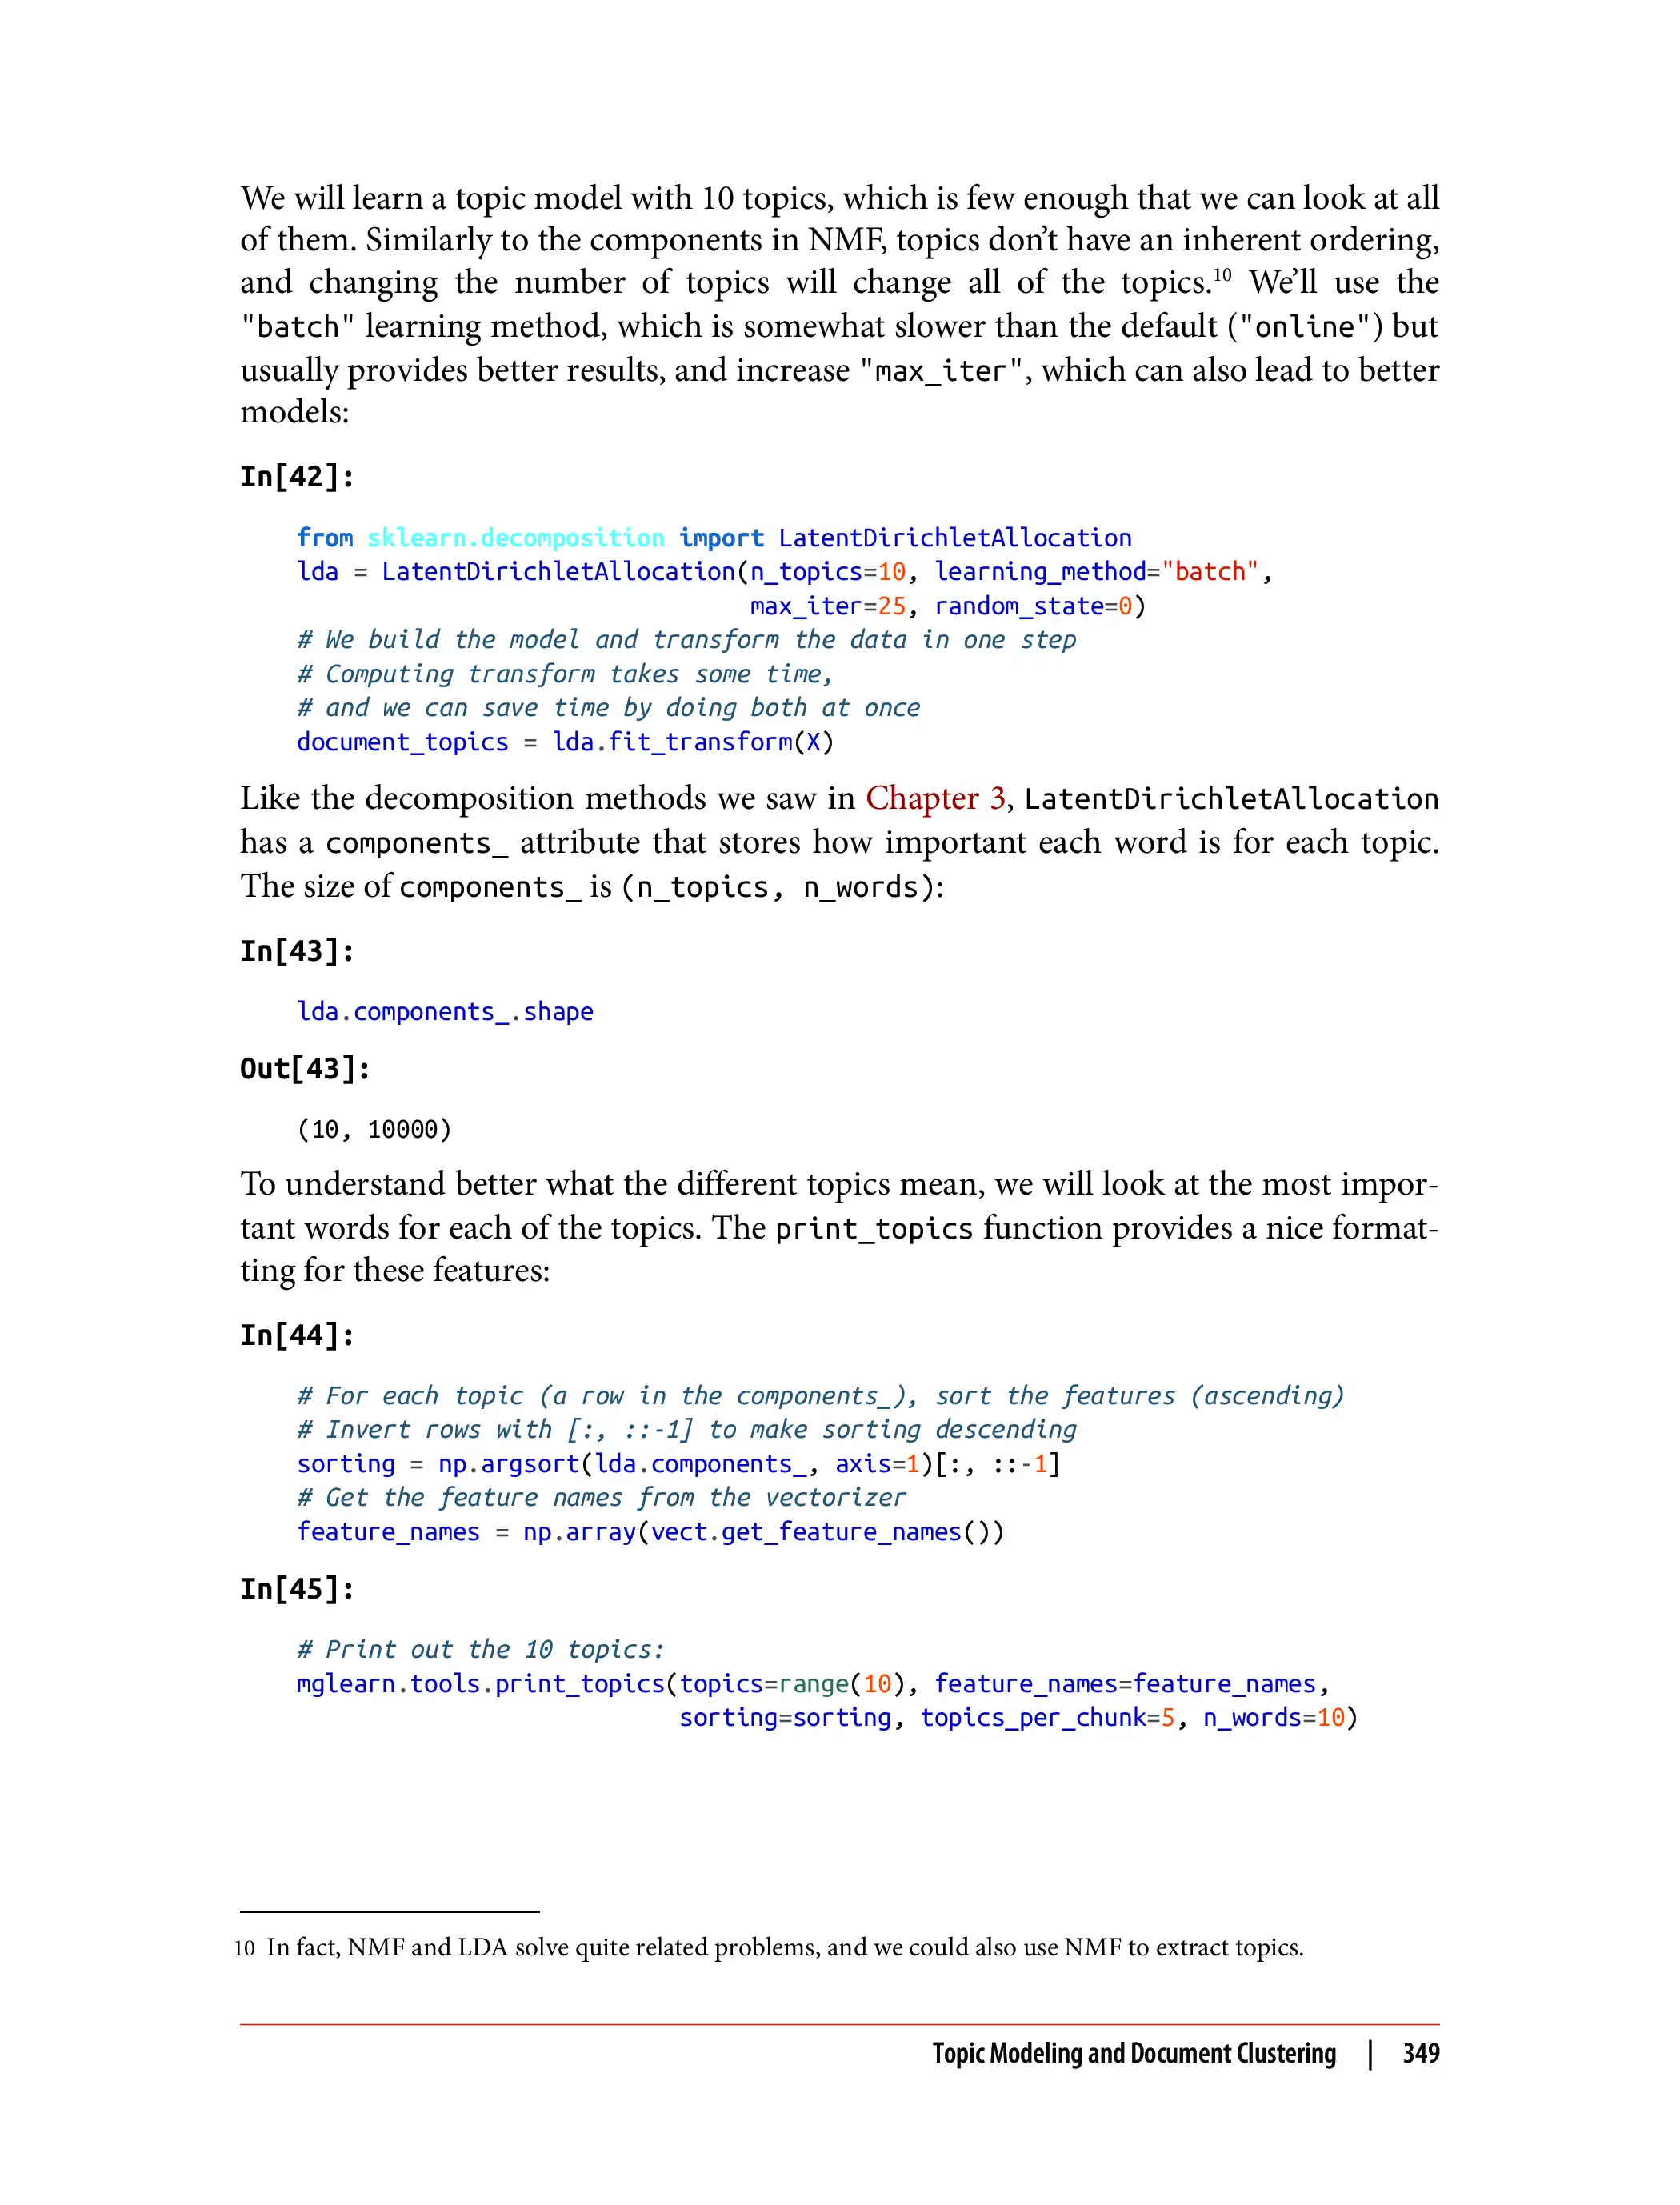 We will learn a topic model with 10 topics, which is few enough that we can look at all
of them. Similarly to the components in NMF, topics don’t have an inherent ordering,
and changing the number of topics will change all of the topics.10 We’ll use the
"batch" learning method, which is somewhat slower than the default ("online") but
usually provides better results, and increase "max_iter", which can also lead to better
models:
In[42]:
from sklearn.decomposition import LatentDirichletAllocation
lda = LatentDirichletAllocation(n_topics=10, learning_method="batch",
max_iter=25, random_state=0)
# We build the model and transform the data in one step
# Computing transform takes some time,
# and we can save time by doing both at once
document_topics = lda.fit_transform(X)
Like the decomposition methods we saw in Chapter 3, LatentDirichletAllocation
has a components_ attribute that stores how important each word is for each topic.
The size of components_ is (n_topics, n_words):
In[43]:
lda.components_.shape
Out[43]:
(10, 10000)
To understand better what the different topics mean, we will look at the most impor-
tant words for each of the topics. The print_topics function provides a nice format-
ting for these features:
In[44]:
# For each topic (a row in the components_), sort the features (ascending)
# Invert rows with [:, ::-1] to make sorting descending
sorting = np.argsort(lda.components_, axis=1)[:, ::-1]
# Get the feature names from the vectorizer
feature_names = np.array(vect.get_feature_names())
In[45]:
# Print out the 10 topics:
mglearn.tools.print_topics(topics=range(10), feature_names=feature_names,
sorting=sorting, topics_per_chunk=5, n_words=10)
10 In fact, NMF and LDA solve quite related problems, and we could also use NMF to extract topics.
Topic Modeling and Document Clustering | 349